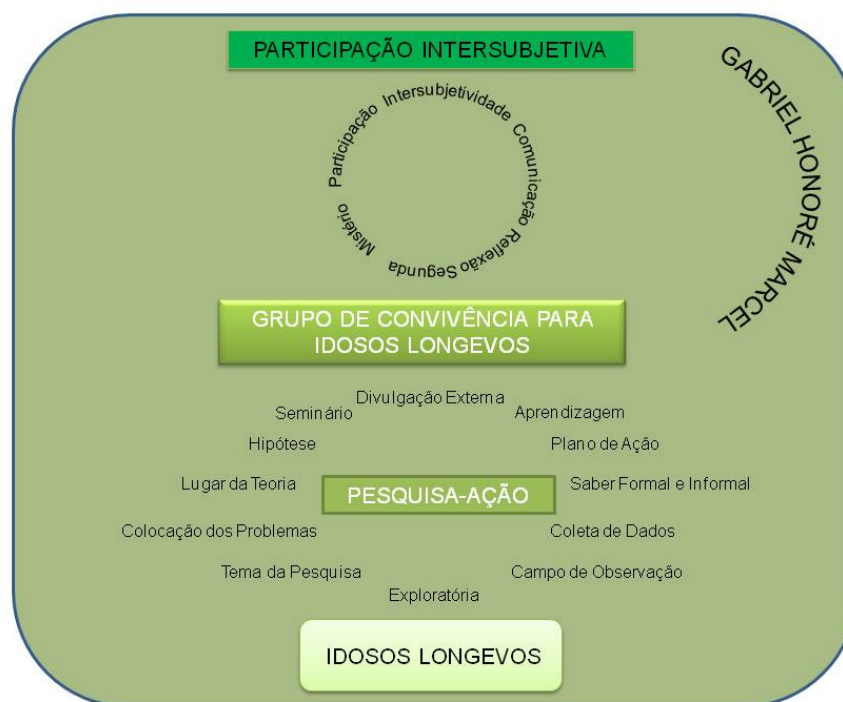 PARTICIPAÇÃO INTERSUBJETIVA
GABRIEL HONORÉ MARCEL
Participação Intersubjetividade Comunicação Reflexão Segunda Mistério
GRUPO DE CONVIVÊNCIA PARA
IDOSOS LONGEVOS
Divulgação Externa
Seminário
Aprendizagem
Hipótese
Plano de Ação
Lugar da Teoria
PESQUISA-AÇÃO
Saber Formal e Informal
Colocação dos Problemas
Coleta de Dados
Tema da Pesquisa
Campo de Observação
Exploratória
IDOSOS LONGEVOS